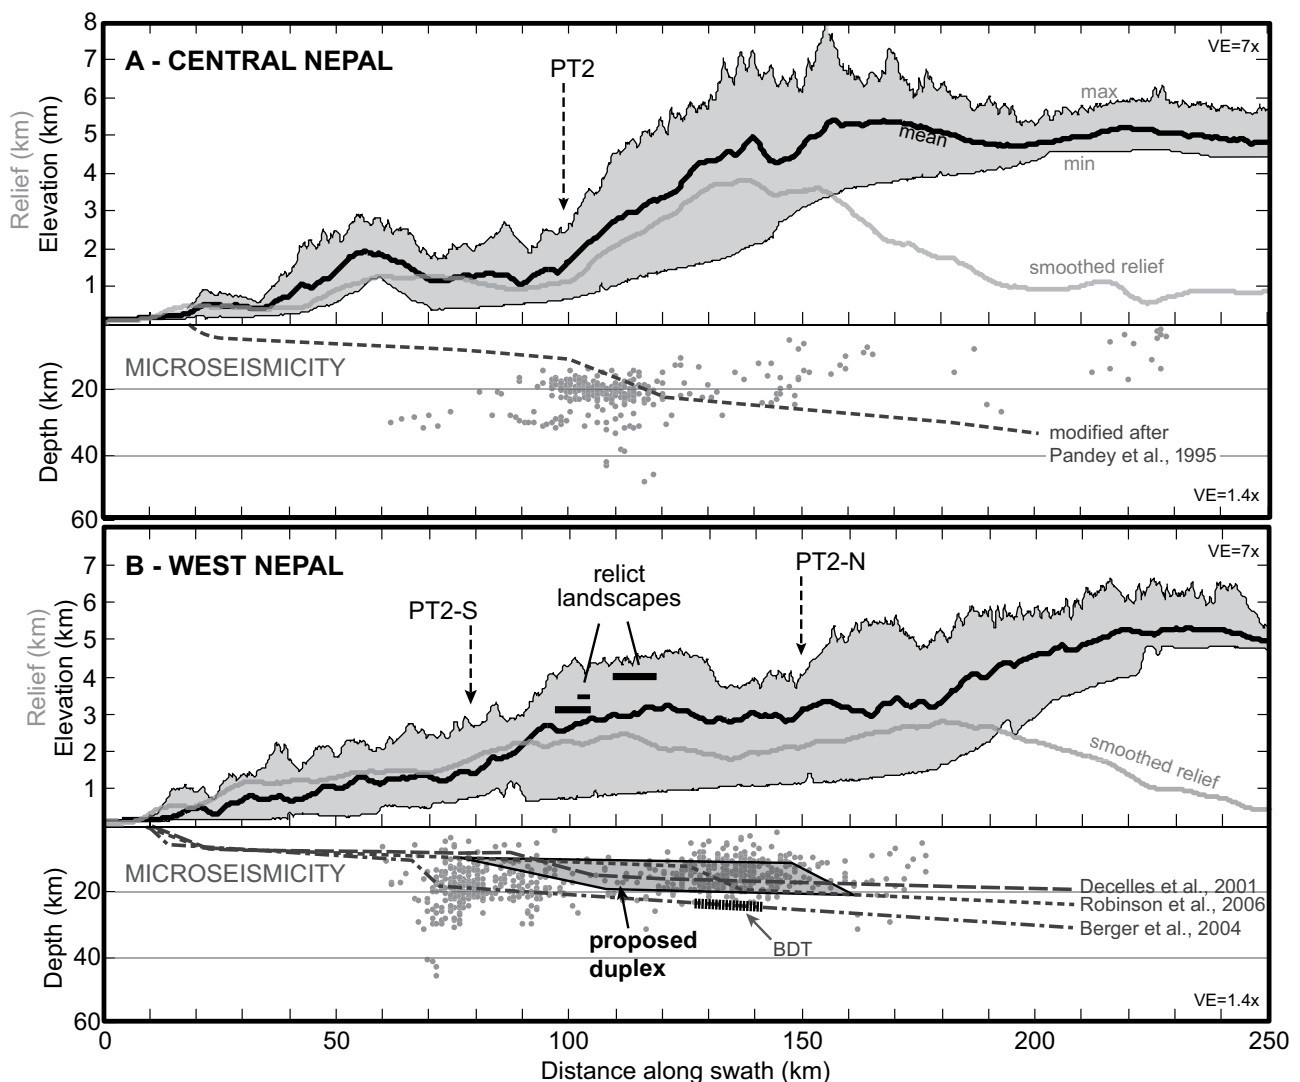 8
7
6
5
4
3
2
1
Relief (km)
Elevation (km)
A - CENTRAL NEPAL
VE=7x
PT2
max
mean
min
smoothed relief
MICROSEISMICITY
20
40
60
Depth (km)
modified after
Pandey et al., 1995
VE=1.4x
7
6
5
4
3
2
1
Relief (km)
Elevation (km)
B - WEST NEPAL
VE=7x
PT2-S
relict
landscapes
PT2-N
smoothed relief
MICROSEISMICITY
20
40
60
Depth (km)
Decelles et al., 2001
Robinson et al., 2006
Berger et al., 2004
proposed
duplex
BDT
VE=1.4x
0 50 100 150 200 250
Distance along swath (km)